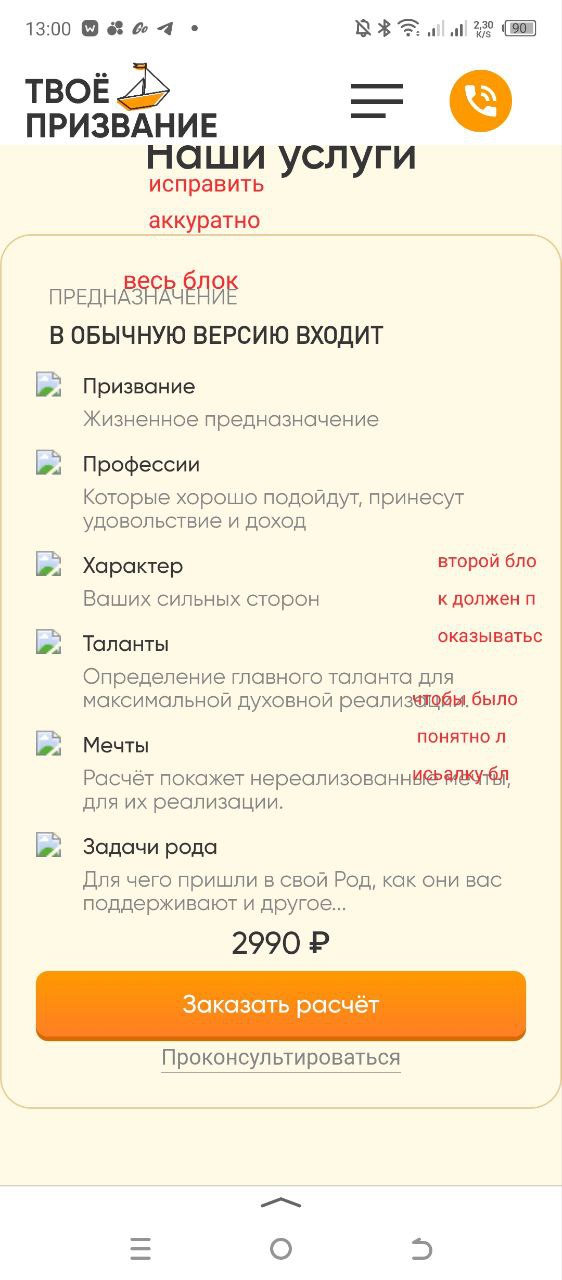 13:00
2,30
K/S
90
ТВОЁ
ПРИЗВАНИЕ
Наши услуги
исправить
аккуратно
весь блок
ПРЕДНАЗНАЧЕНИЕ
В ОБЫЧНУЮ ВЕРСИЮ ВХОДИТ
Призвание
Жизненное предназначение
Профессии
Которые хорошо подойдут, принесут
удовольствие и доход
Характер
второй бло
Ваших сильных сторон
к должен п
оказыватьс
Таланты
Определение главного таланта для
максимальной духовной реализации.
чтобы было
понятно л
Мечты
Расчёт покажет нереализованные мечты,
исьалку бл
для их реализации.
Задачи рода
Для чего пришли в свой Род, как они вас
поддерживают и другое...
2990 ₽
Заказать расчёт
Проконсультироваться